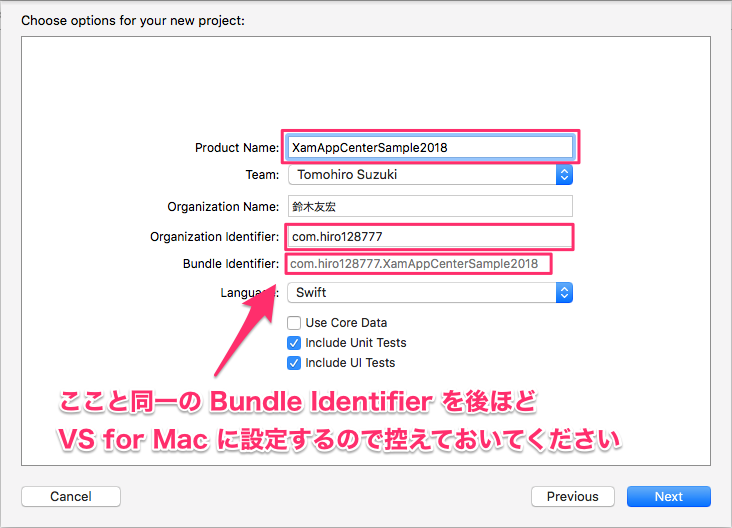 Choose options for your new project:
Product Name: XamAppCenterSample2018
Team: Tomohiro Suzuki
Organization Name: 鈴木友宏
Organization Identifier: com.hiro128777
Bundle Identifier: com.hiro128777.XamAppCenterSample2018
Language: Swift
Use Core Data
Include Unit Tests
Include UI Tests
ここと同一の Bundle Identifier を後ほど
VS for Mac に設定するので控えておいてください
Cancel Previous Next